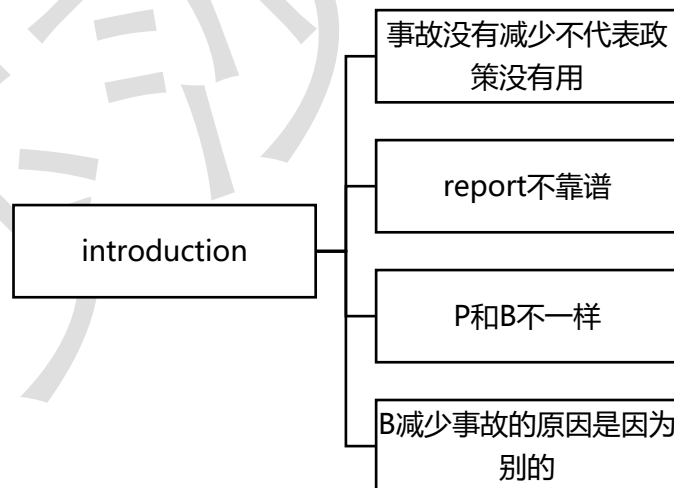 事故没有减少不代表政
策没有用
report不靠谱
introduction
P和B不一样
B减少事故的原因是因为
别的